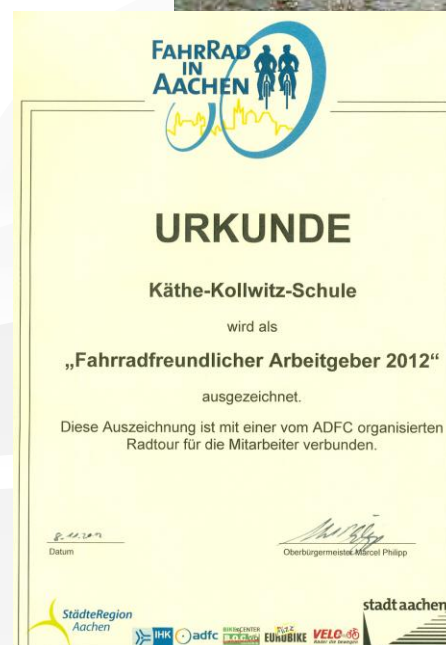 FAHRRAD
IN
AACHEN
URKUNDE
Käthe-Kollwitz-Schule
wird als
„Fahrradfreundlicher Arbeitgeber 2012“
ausgezeichnet.
Diese Auszeichnung ist mit einer vom ADFC organisierten
Radtour für die Mitarbeiter verbunden.
Datum
Oberbürgermeister Marcel Philipp
StädteRegion
Aachen
IHK
adfc
EUROBIKE
VELO
stadt aachen